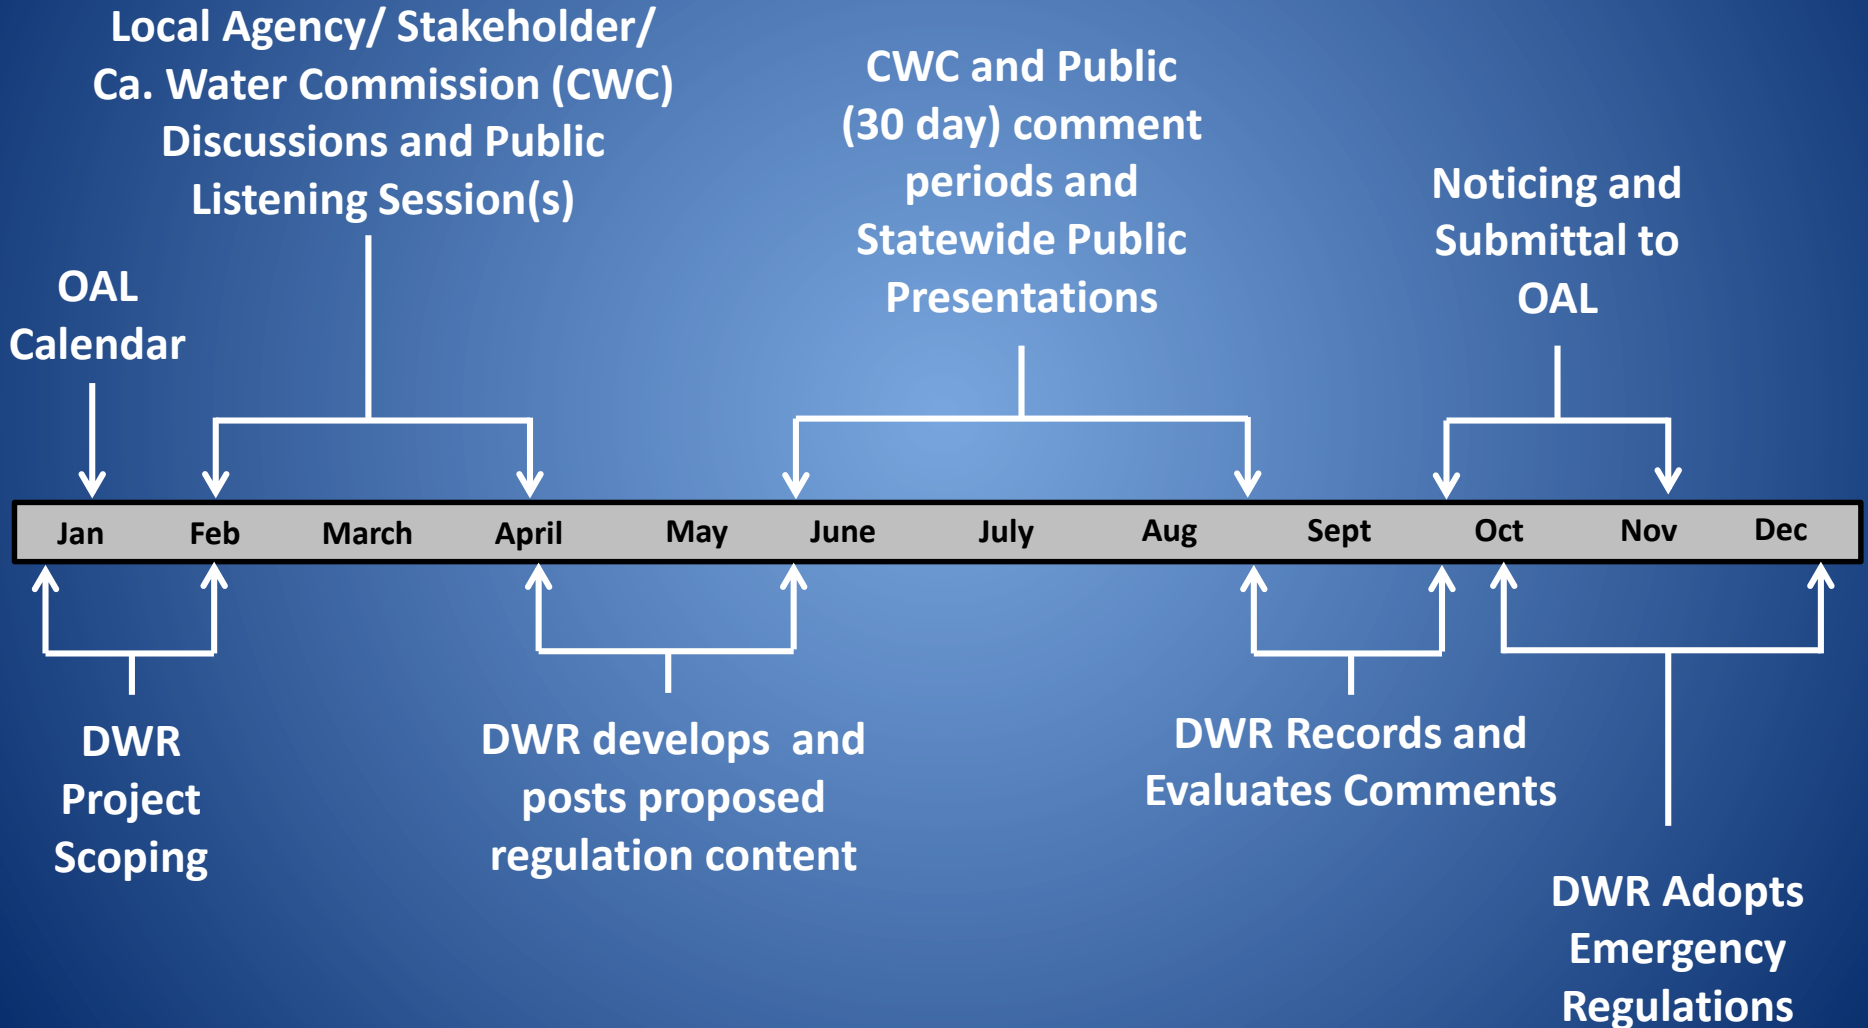 Local Agency/ Stakeholder/
Ca. Water Commission (CWC)
Discussions and Public
Listening Session(s)
CWC and Public
(30 day) comment
periods and
Statewide Public
Presentations
Noticing and
Submittal to
OAL
OAL
Calendar
Jan Feb March April May June July Aug Sept Oct Nov Dec
DWR
Project
Scoping
DWR develops and
posts proposed
regulation content
DWR Records and
Evaluates Comments
DWR Adopts
Emergency
Regulations